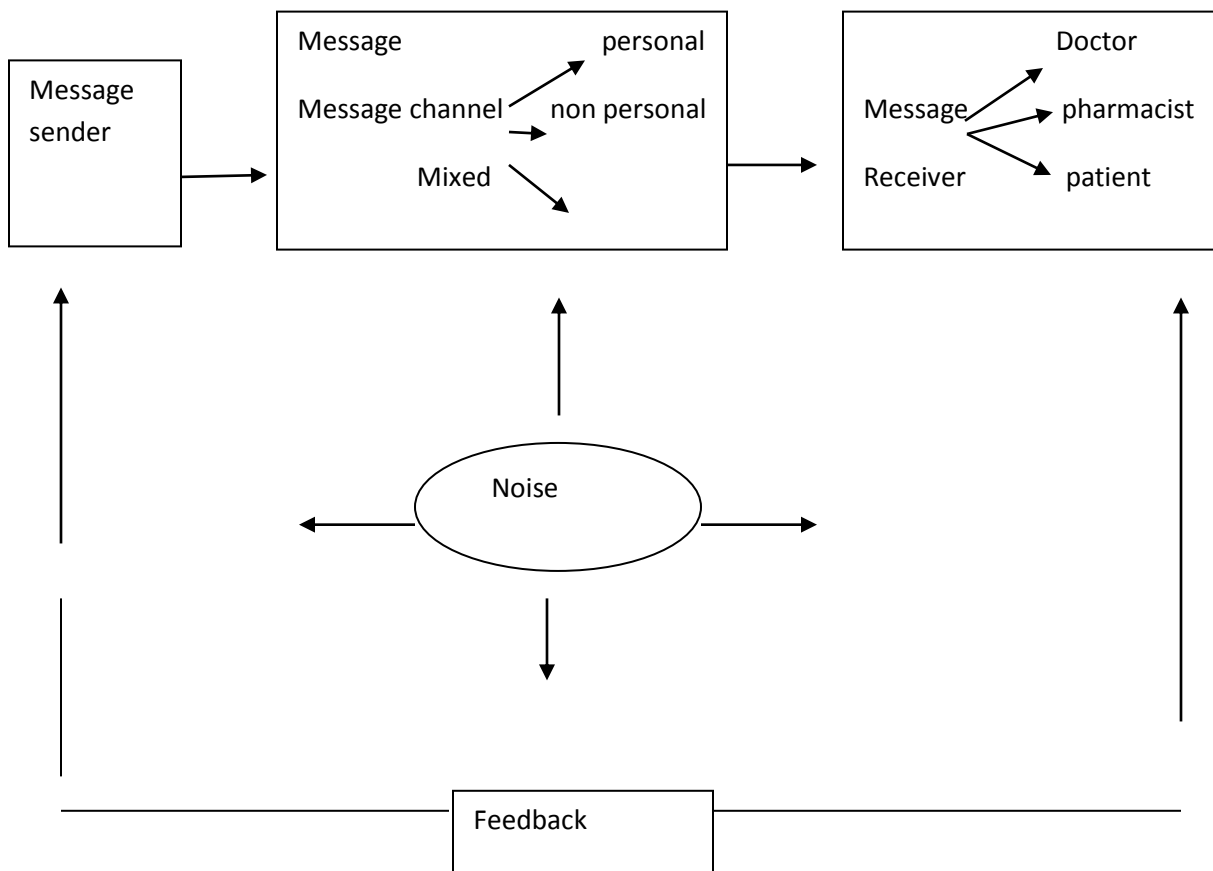 Message
sender
Message personal
Message channel non personal
Mixed
Doctor
Message pharmacist
Receiver patient
Noise
Feedback